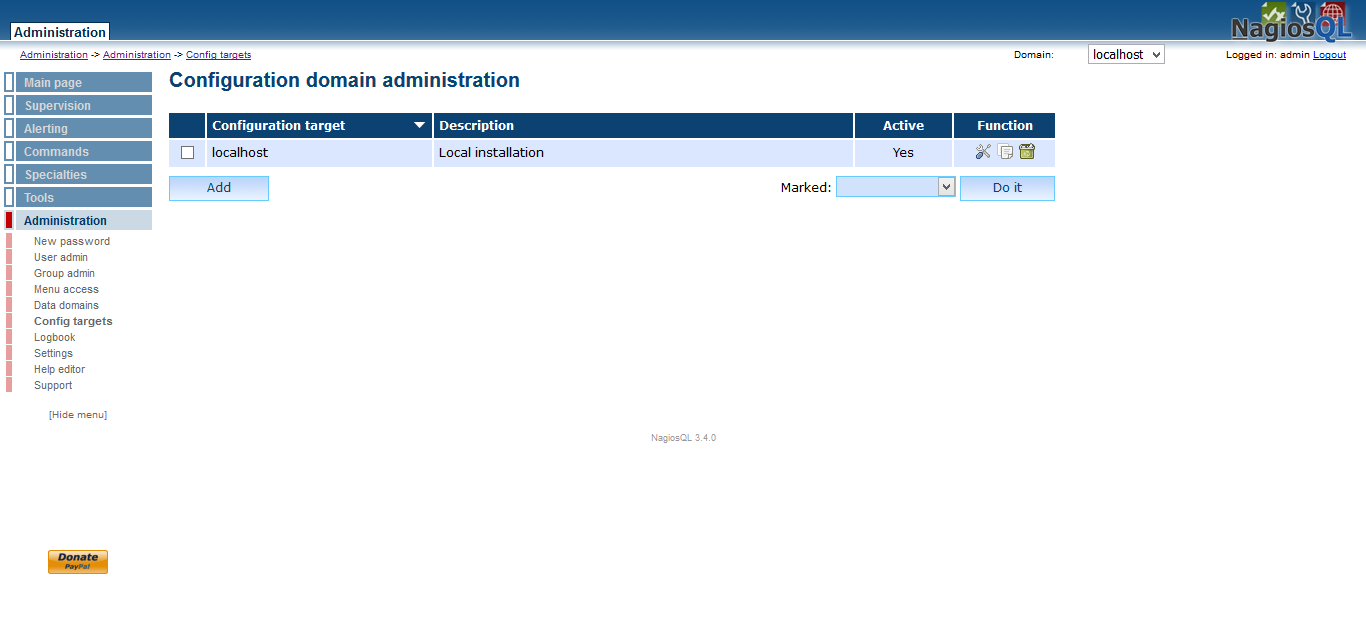 NagiosQL
Administration
Administration -> Administration -> Config targets
Domain: localhost
Logged in: admin Logout
Main page
Supervision
Alerting
Commands
Specialties
Tools
Administration
New password
User admin
Group admin
Menu access
Data domains
Config targets
Logbook
Settings
Help editor
Support
[Hide menu]
Donate
PayPal
Configuration domain administration
Configuration target Description Active Function
localhost Local installation Yes
Add Marked: Do it
NagiosQL 3.4.0